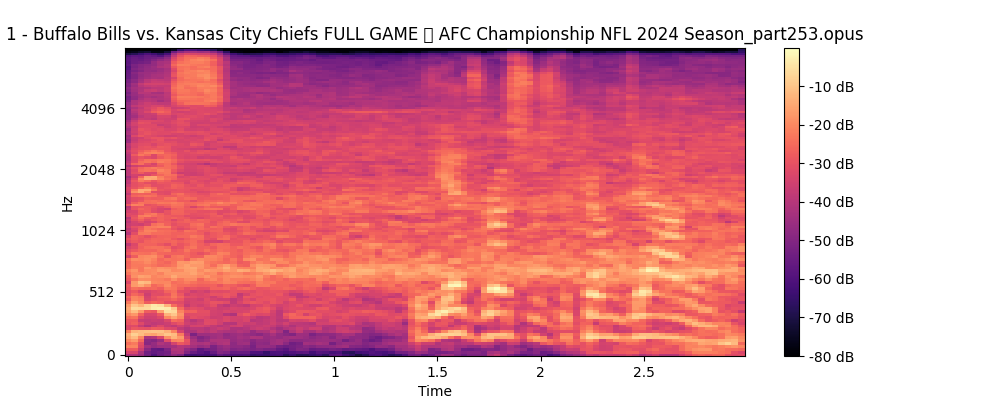 1 - Buffalo Bills vs. Kansas City Chiefs FULL GAME AFC Championship NFL 2024 Season_part253.opus
Hz
4096
2048
1024
512
0
0
0.5
1
1.5
2
2.5
Time
-10 dB
-20 dB
-30 dB
-40 dB
-50 dB
-60 dB
-70 dB
-80 dB